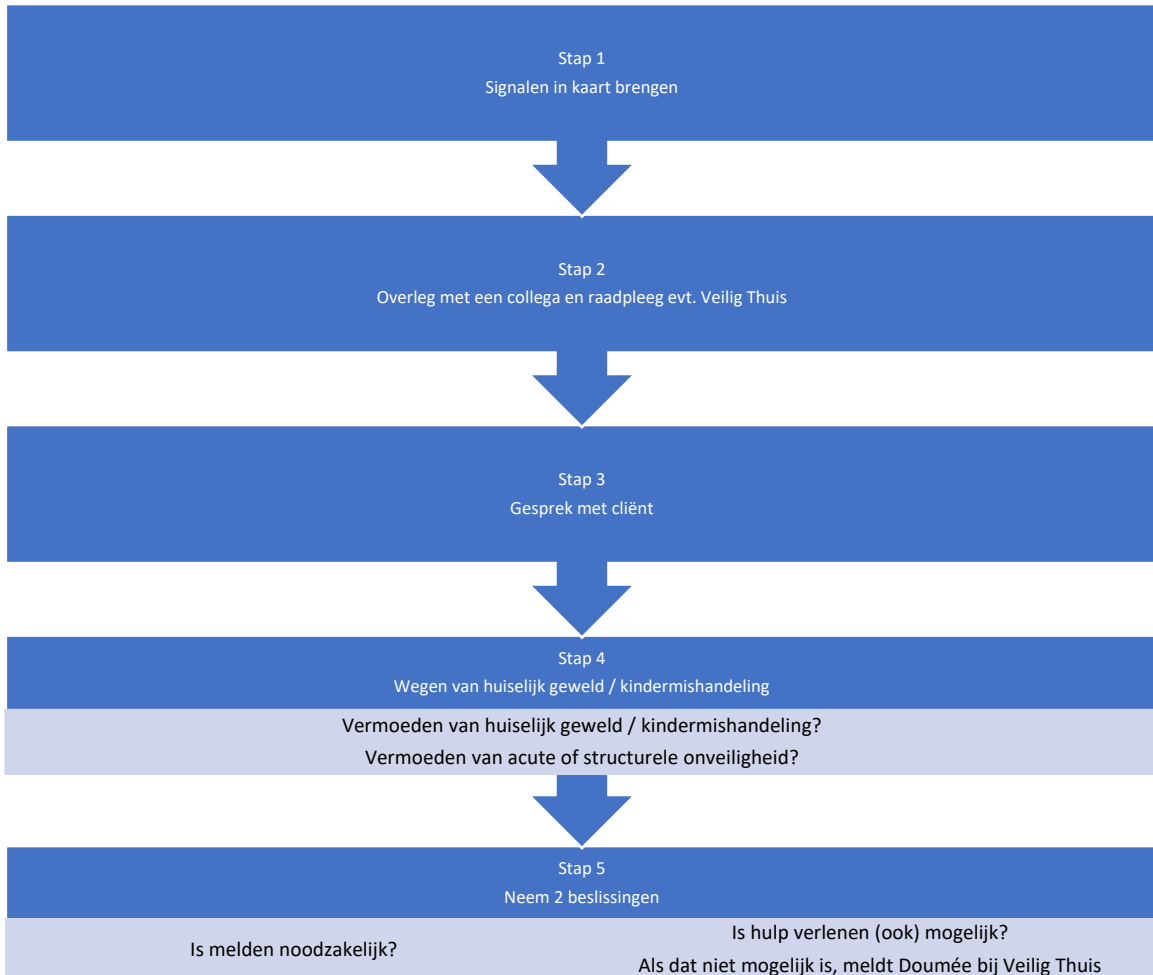 Stap 1
Signalen in kaart brengen
Stap 2
Overleg met een collega en raadpleeg evt. Veilig Thuis
Stap 3
Gesprek met cliënt
Stap 4
Wegen van huiselijk geweld / kindermishandeling
Vermoeden van huiselijk geweld / kindermishandeling?
Vermoeden van acute of structurele onveiligheid?
Stap 5
Neem 2 beslissingen
Is melden noodzakelijk?
Is hulp verlenen (ook) mogelijk?
Als dat niet mogelijk is, meldt Doumée bij Veilig Thuis